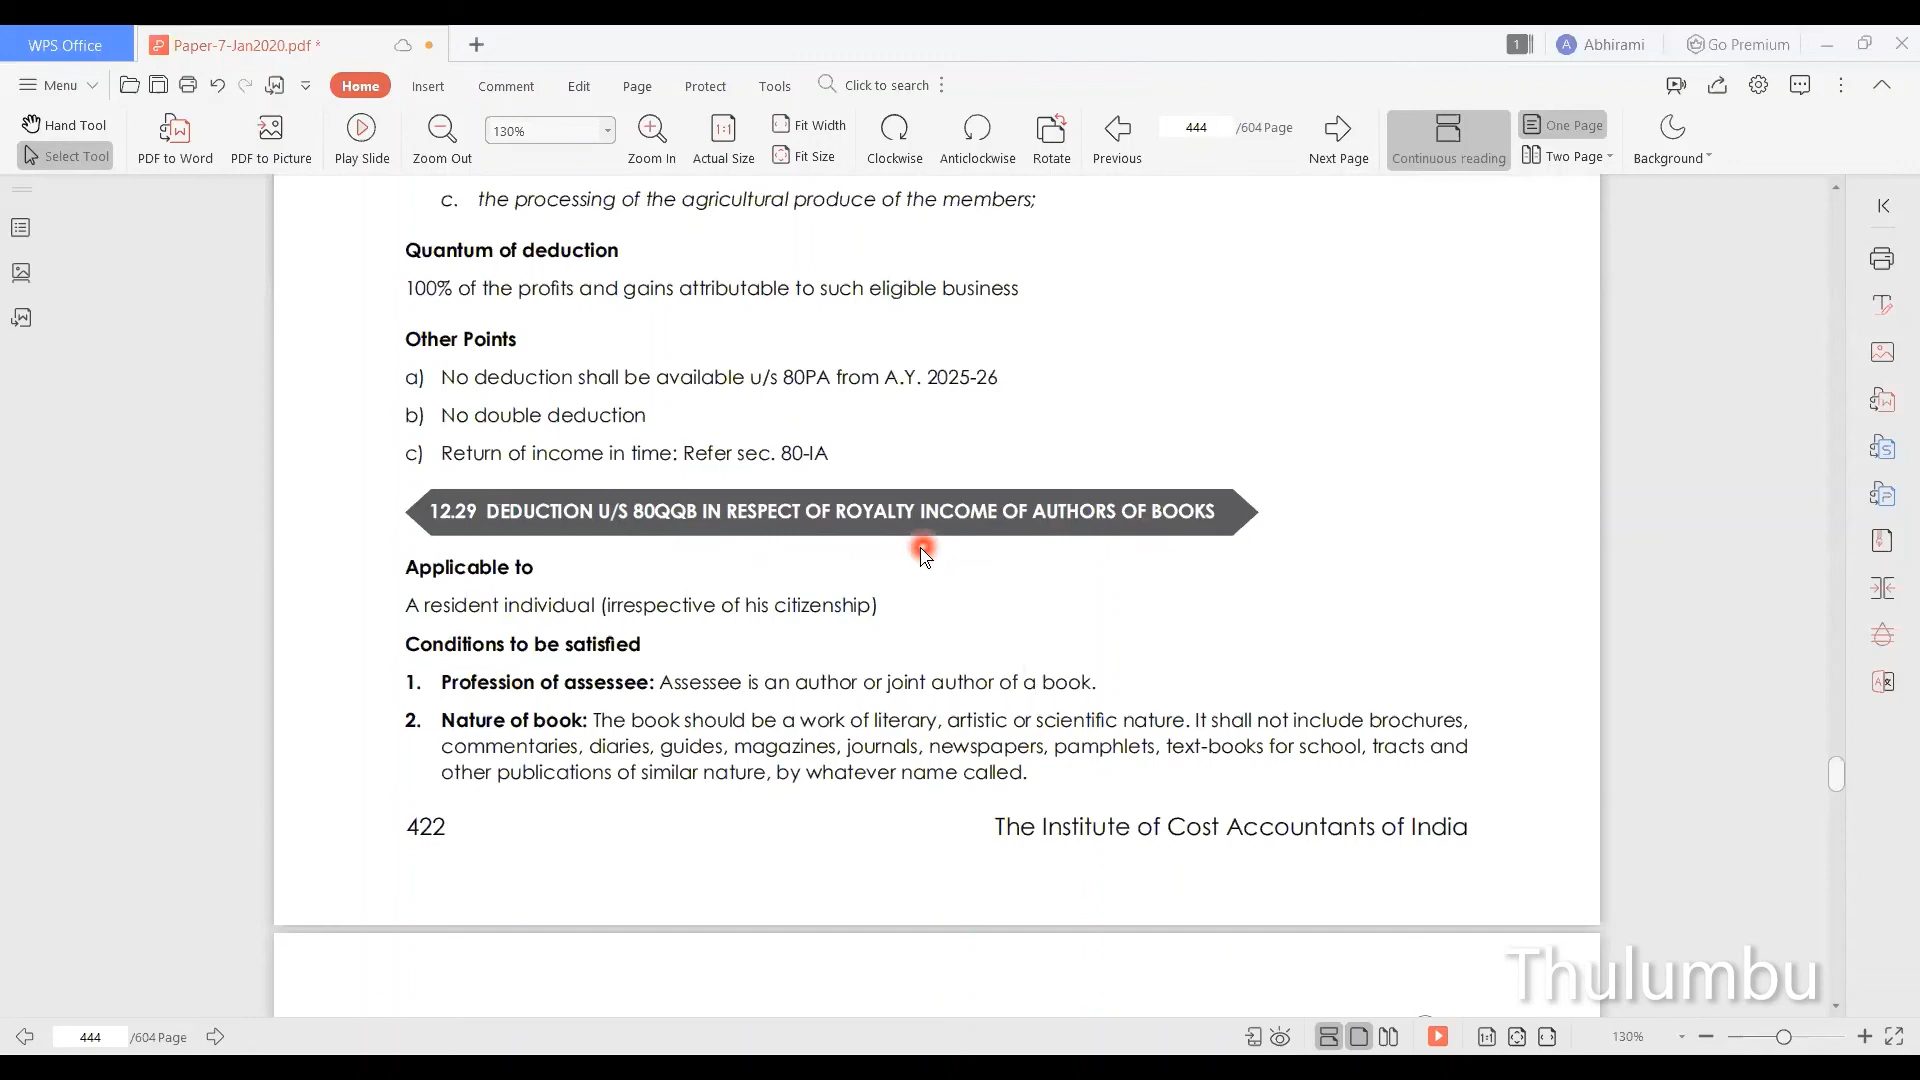 WPS Office
Paper-7-Jan2020.pdf *
1
A Abhirami
Go Premium
Menu
Home
Insert
Comment
Edit
Page
Protect
Tools
Click to search
Hand Tool
Select Tool
PDF to Word
PDF to Picture
Play Slide
Zoom Out
130%
Zoom In
1:1
Actual Size
Fit Width
Fit Size
Clockwise
Anticlockwise
Rotate
Previous
444 /604 Page
Next Page
Continuous reading
One Page
Two Page
Background
c. the processing of the agricultural produce of the members;
Quantum of deduction
100% of the profits and gains attributable to such eligible business
Other Points
a) No deduction shall be available u/s 80PA from A.Y. 2025-26
b) No double deduction
c) Return of income in time: Refer sec. 80-IA
12.29 DEDUCTION U/S 80QQB IN RESPECT OF ROYALTY INCOME OF AUTHORS OF BOOKS
Applicable to
A resident individual (irrespective of his citizenship)
Conditions to be satisfied
1. Profession of assessee: Assessee is an author or joint author of a book.
2. Nature of book: The book should be a work of literary, artistic or scientific nature. It shall not include brochures,
commentaries, diaries, guides, magazines, journals, newspapers, pamphlets, text-books for school, tracts and
other publications of similar nature, by whatever name called.
422
The Institute of Cost Accountants of India
Thulumbu
444 /604 Page
130%